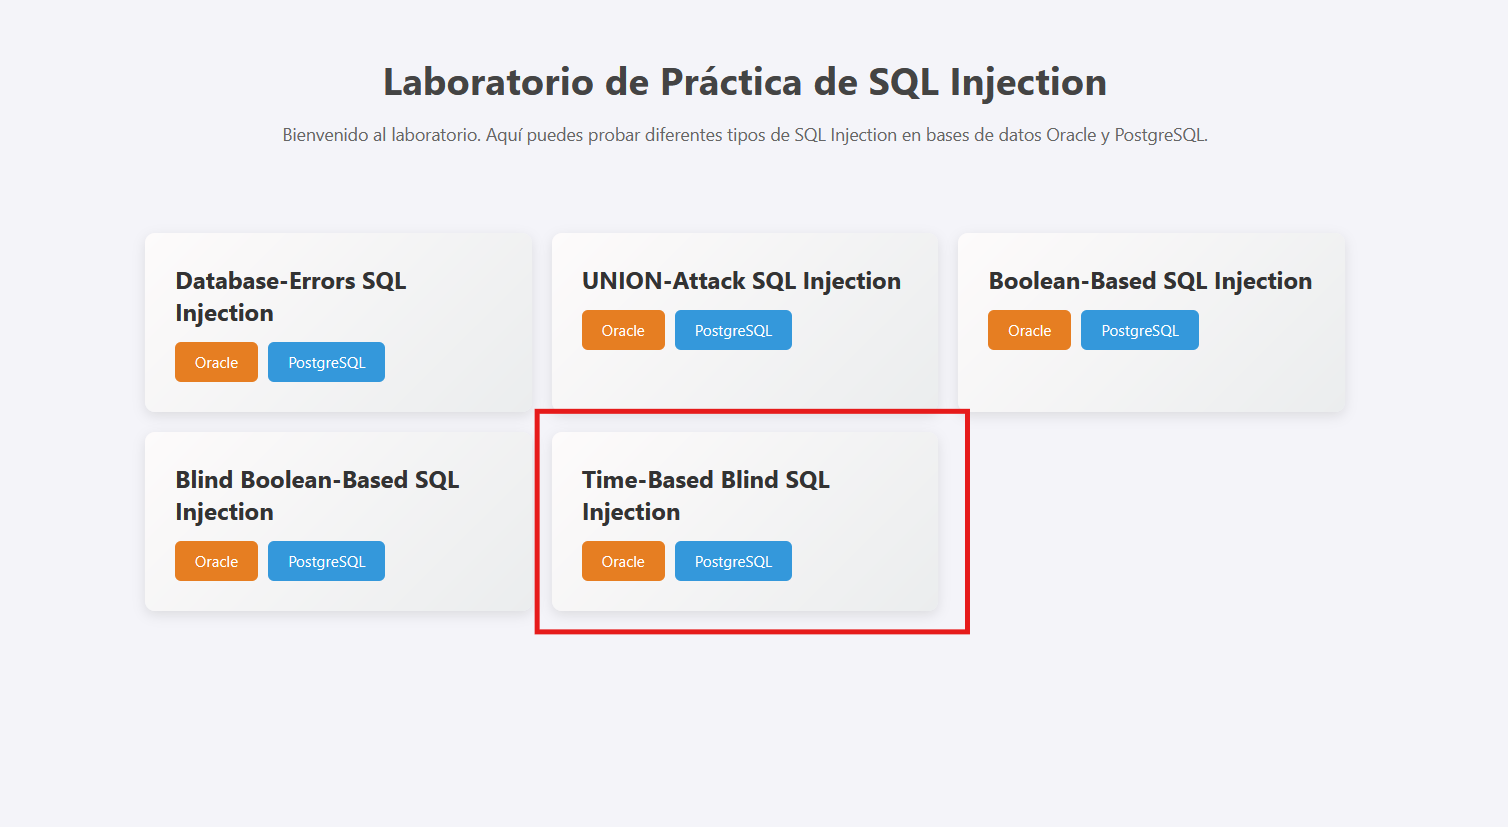 Laboratorio de Práctica de SQL Injection
Bienvenido al laboratorio. Aquí puedes probar diferentes tipos de SQL Injection en bases de datos Oracle y PostgreSQL.
Database-Errors SQL
Injection
Oracle PostgreSQL
UNION-Attack SQL Injection
Oracle PostgreSQL
Boolean-Based SQL Injection
Oracle PostgreSQL
Blind Boolean-Based SQL
Injection
Oracle PostgreSQL
Time-Based Blind SQL
Injection
Oracle PostgreSQL